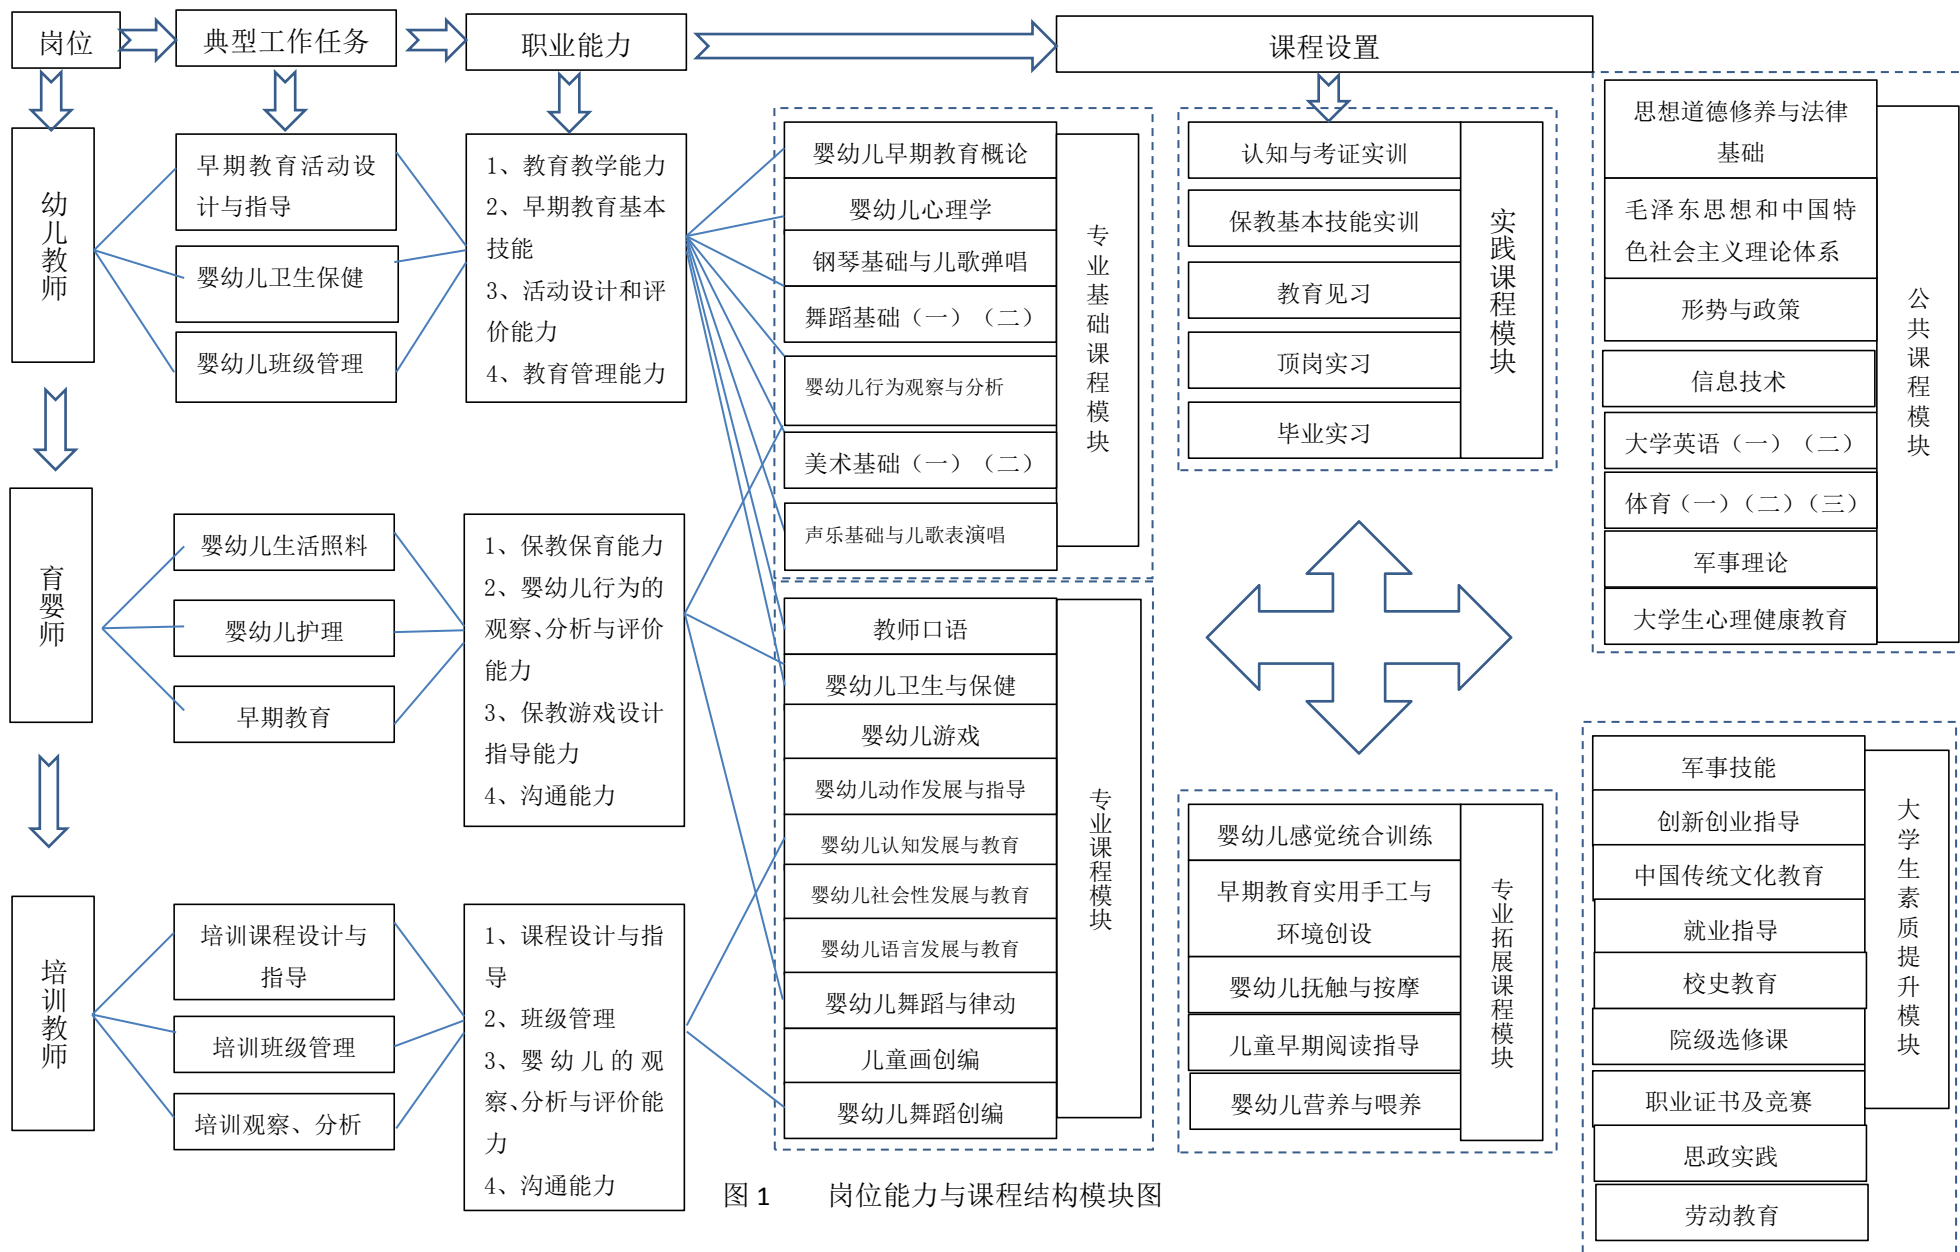 岗位
典型工作任务
职业能力
课程设置
幼儿教师
早期教育活动设
计与指导
婴幼儿卫生保健
婴幼儿班级管理
1、教育教学能力
2、早期教育基本
技能
3、活动设计和评
价能力
4、教育管理能力
育婴师
婴幼儿生活照料
婴幼儿护理
早期教育
1、保教保育能力
2、婴幼儿行为的
观察、分析与评价
能力
3、保教游戏设计
指导能力
4、沟通能力
培训教师
培训课程设计与
指导
培训班级管理
培训观察、分析
1、课程设计与指
导
2、班级管理
3、婴幼儿的观
察、分析与评价能
力
4、沟通能力
婴幼儿早期教育概论
婴幼儿心理学
钢琴基础与儿歌弹唱
舞蹈基础（一）（二）
婴幼儿行为观察与分析
美术基础（一）（二）
声乐基础与儿歌表演唱
专业基础课程模块
教师口语
婴幼儿卫生与保健
婴幼儿游戏
婴幼儿动作发展与指导
婴幼儿认知发展与教育
婴幼儿社会性发展与教育
婴幼儿语言发展与教育
婴幼儿舞蹈与律动
儿童画创编
婴幼儿舞蹈创编
专业课程模块
认知与考证实训
保教基本技能实训
教育见习
顶岗实习
毕业实习
实践课程模块
婴幼儿感觉统合训练
早期教育实用手工与
环境创设
婴幼儿抚触与按摩
儿童早期阅读指导
婴幼儿营养与喂养
专业拓展课程模块
思想道德修养与法律
基础
毛泽东思想和中国特
色社会主义理论体系
形势与政策
信息技术
大学英语（一）（二）
体育（一）（二）（三）
军事理论
大学生心理健康教育
公共课程模块
军事技能
创新创业指导
中国传统文化教育
就业指导
校史教育
院级选修课
职业证书及竞赛
思政实践
劳动教育
大学生素质提升模块
图 1 岗位能力与课程结构模块图